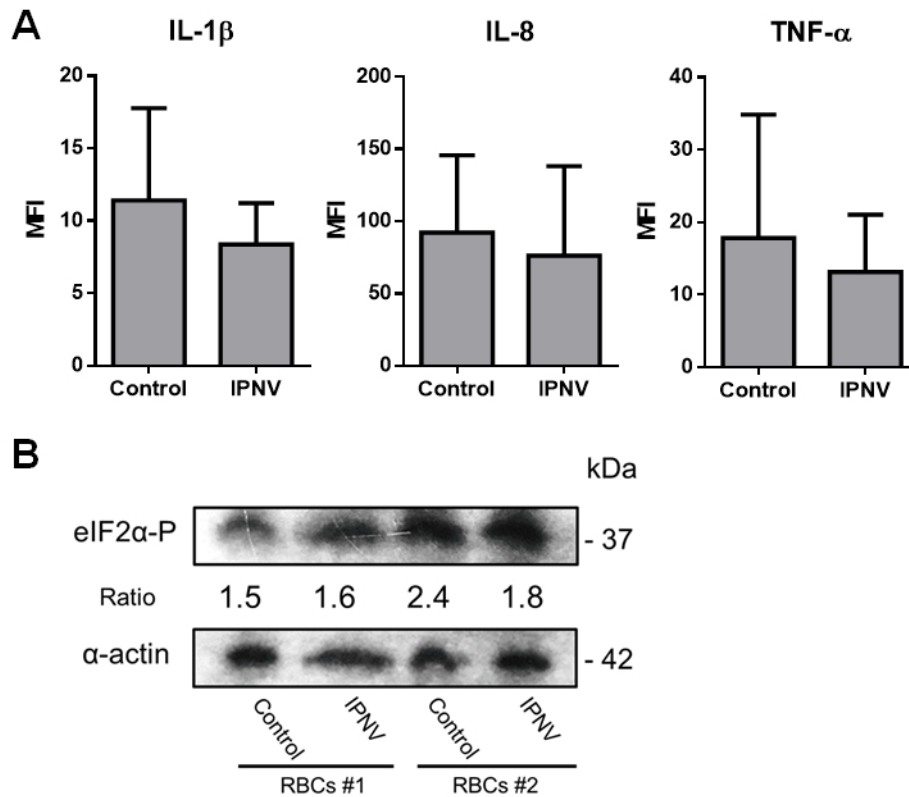 A
IL-1β
IL-8
TNF-α
MFI
20
15
10
5
0
Control
IPNV
MFI
200
150
100
50
0
Control
IPNV
MFI
40
30
20
10
0
Control
IPNV
B
kDa
eIF2α-P
- 37
Ratio
1.5 1.6 2.4 1.8
α-actin
- 42
Control
IPNV
Control
IPNV
RBCs #1
RBCs #2